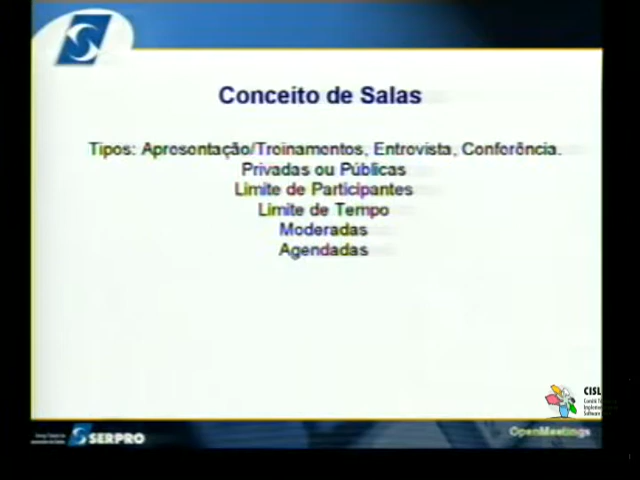 Conceito de Salas
Tipos: Apresentação/Treinamentos, Entrevista, Conferência.
Privadas ou Públicas
Limite de Participantes
Limite de Tempo
Moderadas
Agendadas
CISL
SERPRO
OpenMeetings